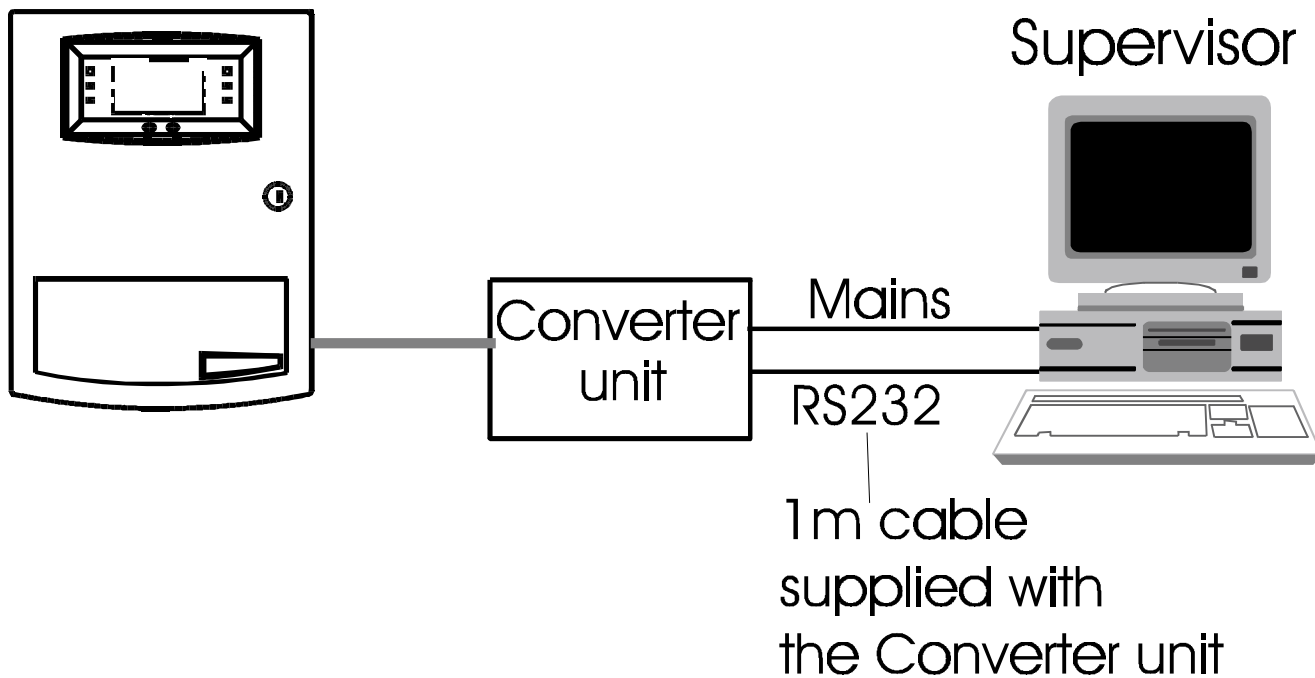 Supervisor
Converter
unit
Mains
RS232
1m cable
supplied with
the Converter unit